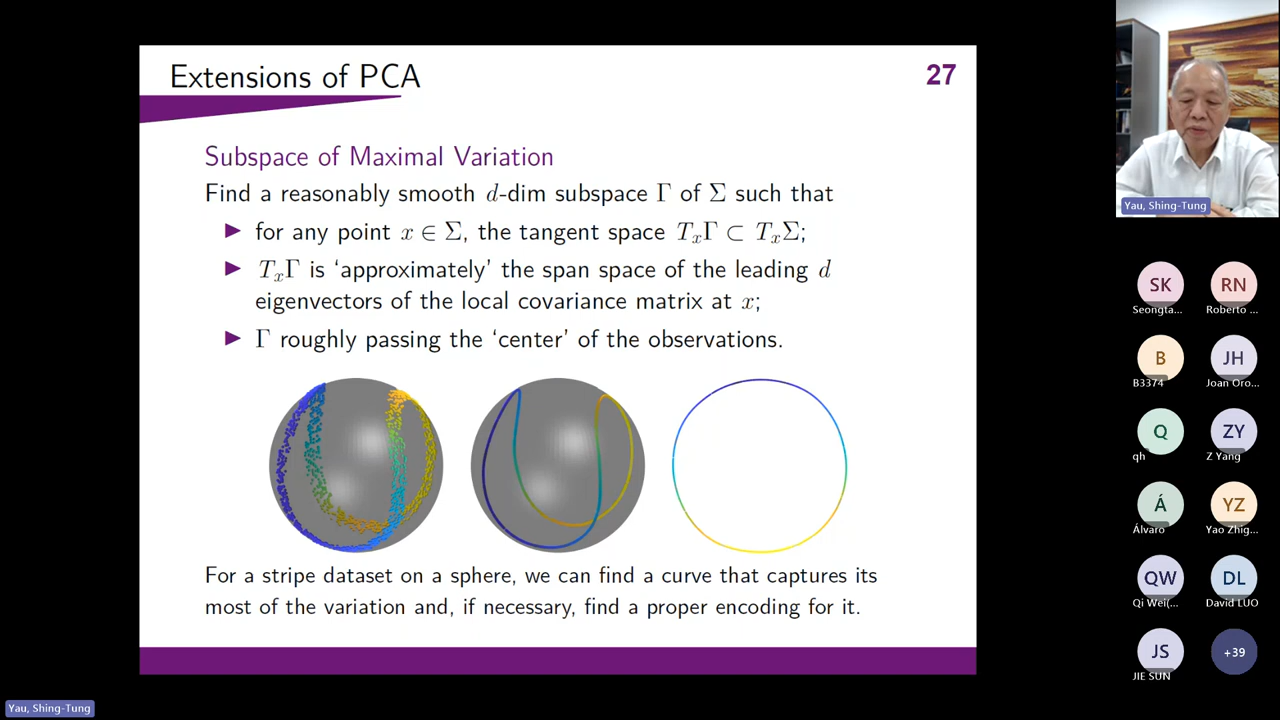 Extensions of PCA
27
Subspace of Maximal Variation
Find a reasonably smooth d-dim subspace Γ of Σ such that
▶ for any point x ∈ Σ, the tangent space TₓΓ ⊂ TₓΣ;
▶ TₓΓ is ‘approximately’ the span space of the leading d
eigenvectors of the local covariance matrix at x;
▶ Γ roughly passing the ‘center’ of the observations.
For a stripe dataset on a sphere, we can find a curve that captures its
most of the variation and, if necessary, find a proper encoding for it.
Yau, Shing-Tung
SK
Seongta...
RN
Roberto ...
B
B3374
JH
Joan Oro...
Q
qh
ZY
Z Yang
Á
Álvaro
YZ
Yao Zhig...
QW
Qi Wei(...
DL
David LUO
JS
JIE SUN
+39
Yau, Shing-Tung